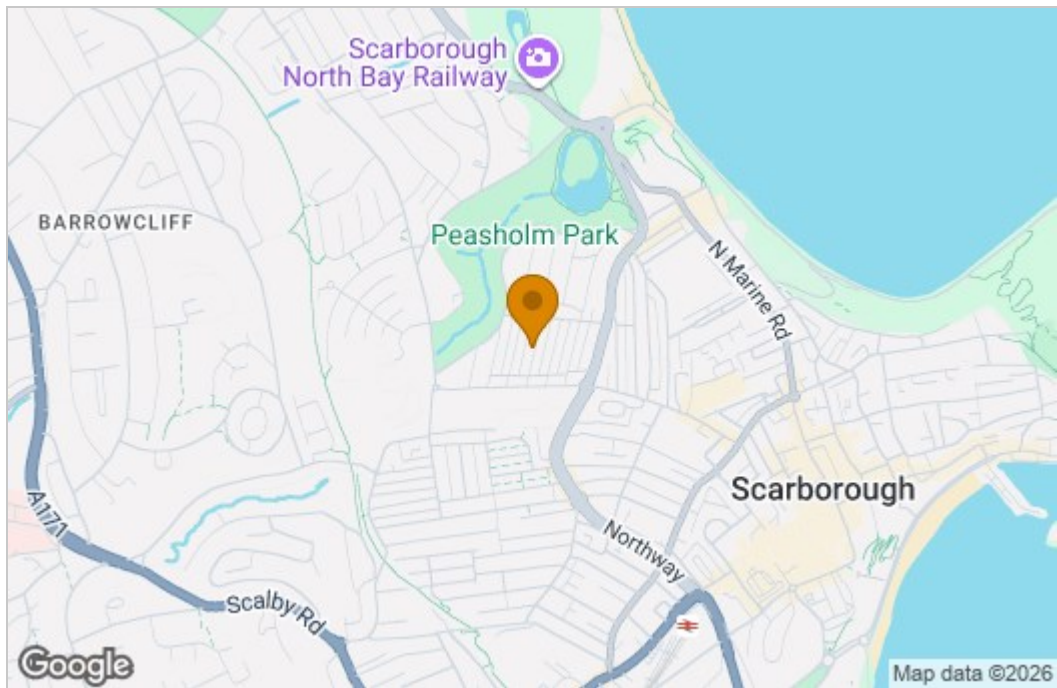 Scarborough
North Bay Railway
BARROWCLIFF
Peasholm Park
N Marine Rd
Scarborough
A171
Northway
Scalby Rd
Google
Map data ©2026